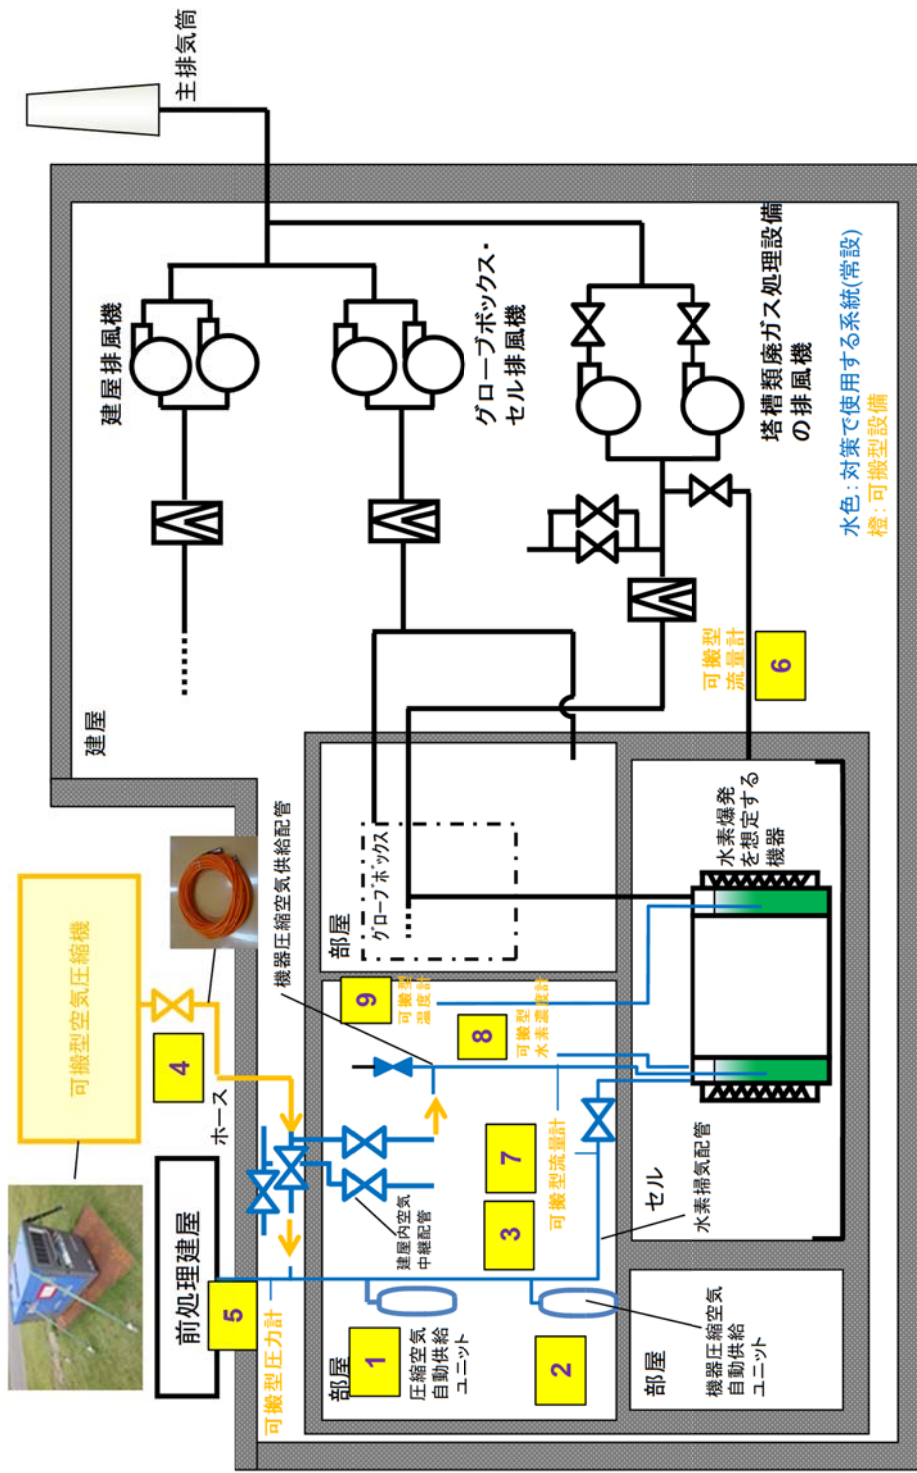 主排気筒
建屋
建屋排風機
グローブボックス・
セル排風機
塔槽類廃ガス処理設備
の排風機
可搬型空気圧縮機
4
ホース
前処理建屋
5
可搬型圧力計
機器圧縮空気供給配管
部屋
グローブボックス
9
可搬型
温度計
8
可搬型
水素濃度計
可搬型
流量計
6
7
3
可搬型流量計
建屋内空気
中継配管
部屋
1
圧縮空気
自動供給
ユニット
2
セル
水素爆発
を想定する
機器
水素掃気配管
部屋
機器圧縮空気
自動供給
ユニット
水色:対策で使用する系統(常設)
橙:可搬型設備